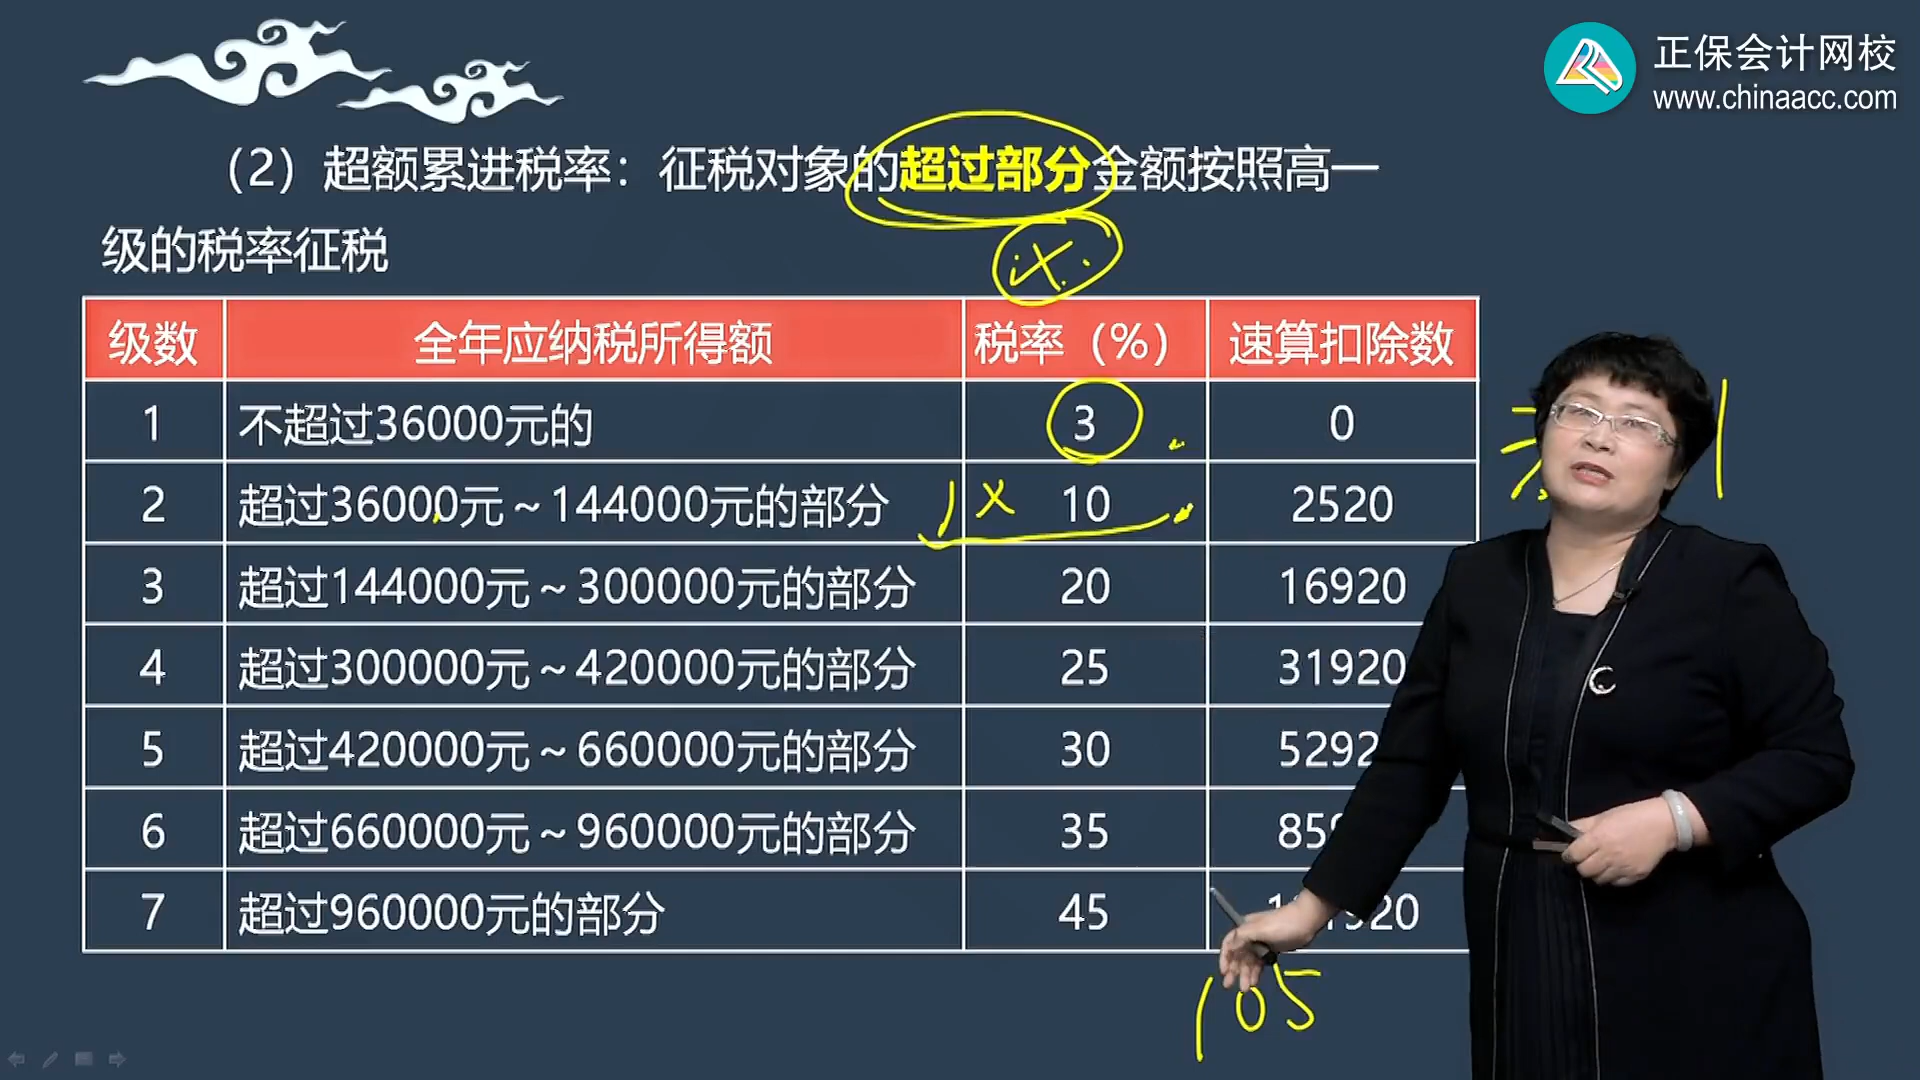 正保会计网校
www.chinaacc.com
（2）超额累进税率：征税对象的超过部分金额按照高一
级的税率征税
级数 全年应纳税所得额 税率（%） 速算扣除数
1 不超过36000元的 3 0
2 超过36000元～144000元的部分 1× 10 2520
3 超过144000元～300000元的部分 20 16920
4 超过300000元～420000元的部分 25 31920
5 超过420000元～660000元的部分 30 5292
6 超过660000元～960000元的部分 35
7 超过960000元的部分 45
105